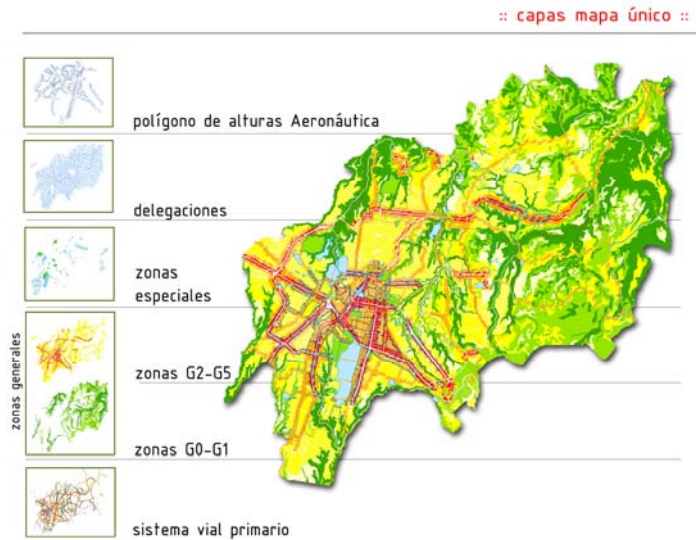 :: capas mapa único ::
polígono de alturas Aeronáutica
delegaciones
zonas
especiales
zonas generales
zonas G2-G5
zonas G0-G1
sistema vial primario